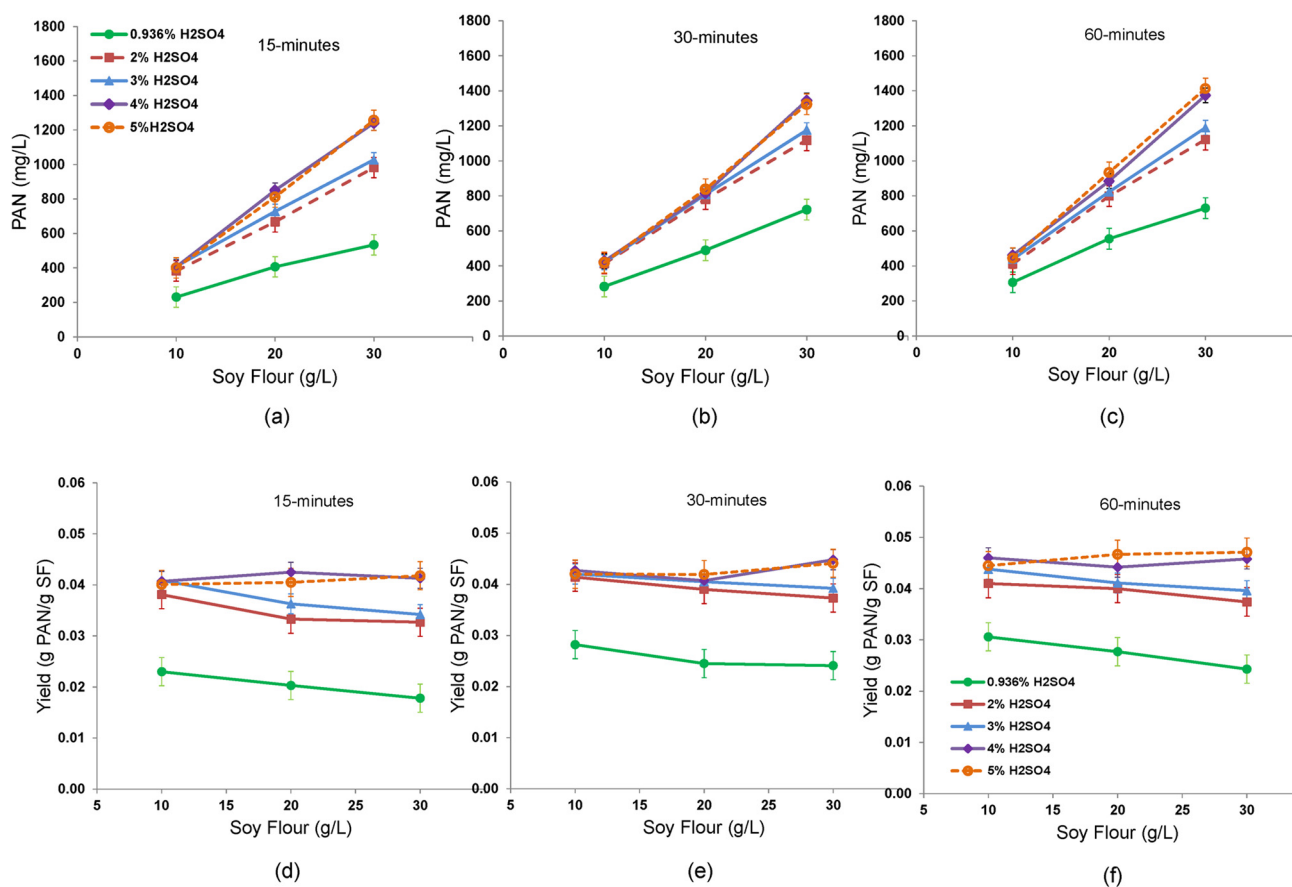 1800
1600
1400
1200
1000
800
600
400
200
0
PAN (mg/L)
0.936% H2SO4
2% H2SO4
3% H2SO4
4% H2SO4
5%H2SO4
15-minutes
0
10
20
30
Soy Flour (g/L)
(a)
1800
1600
1400
1200
1000
800
600
400
200
0
PAN (mg/L)
30-minutes
0
10
20
30
Soy Flour (g/L)
(b)
1800
1600
1400
1200
1000
800
600
400
200
0
PAN (mg/L)
60-minutes
0
10
20
30
Soy Flour (g/L)
(c)
0.06
0.05
0.04
0.03
0.02
0.01
0.00
Yield (g PAN/g SF)
15-minutes
5
10
15
20
25
30
Soy Flour (g/L)
(d)
0.06
0.05
0.04
0.03
0.02
0.01
0.00
Yield (g PAN/g SF)
30-minutes
5
10
15
20
25
30
Soy Flour (g/L)
(e)
0.06
0.05
0.04
0.03
0.02
0.01
0.00
Yield (g PAN/g SF)
60-minutes
0.936% H2SO4
2% H2SO4
3% H2SO4
4% H2SO4
5% H2SO4
5
10
15
20
25
30
Soy Flour (g/L)
(f)